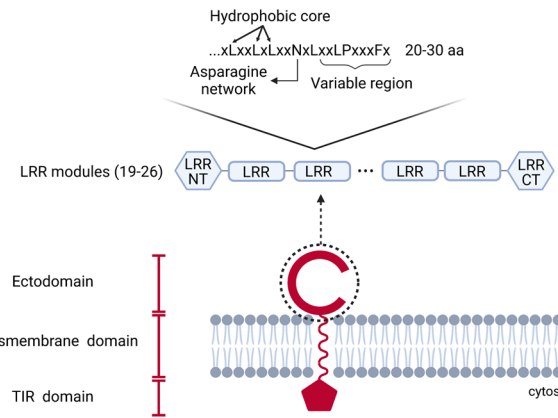 Hydrophobic core
...xLxxLxLxxNxLxxLPxxxFx 20-30 aa
Asparagine
network
Variable region
LRR modules (19-26)
LRR
NT
LRR
LRR
...
LRR
LRR
LRR
CT
Ectodomain
smembrane domain
TIR domain
cytos